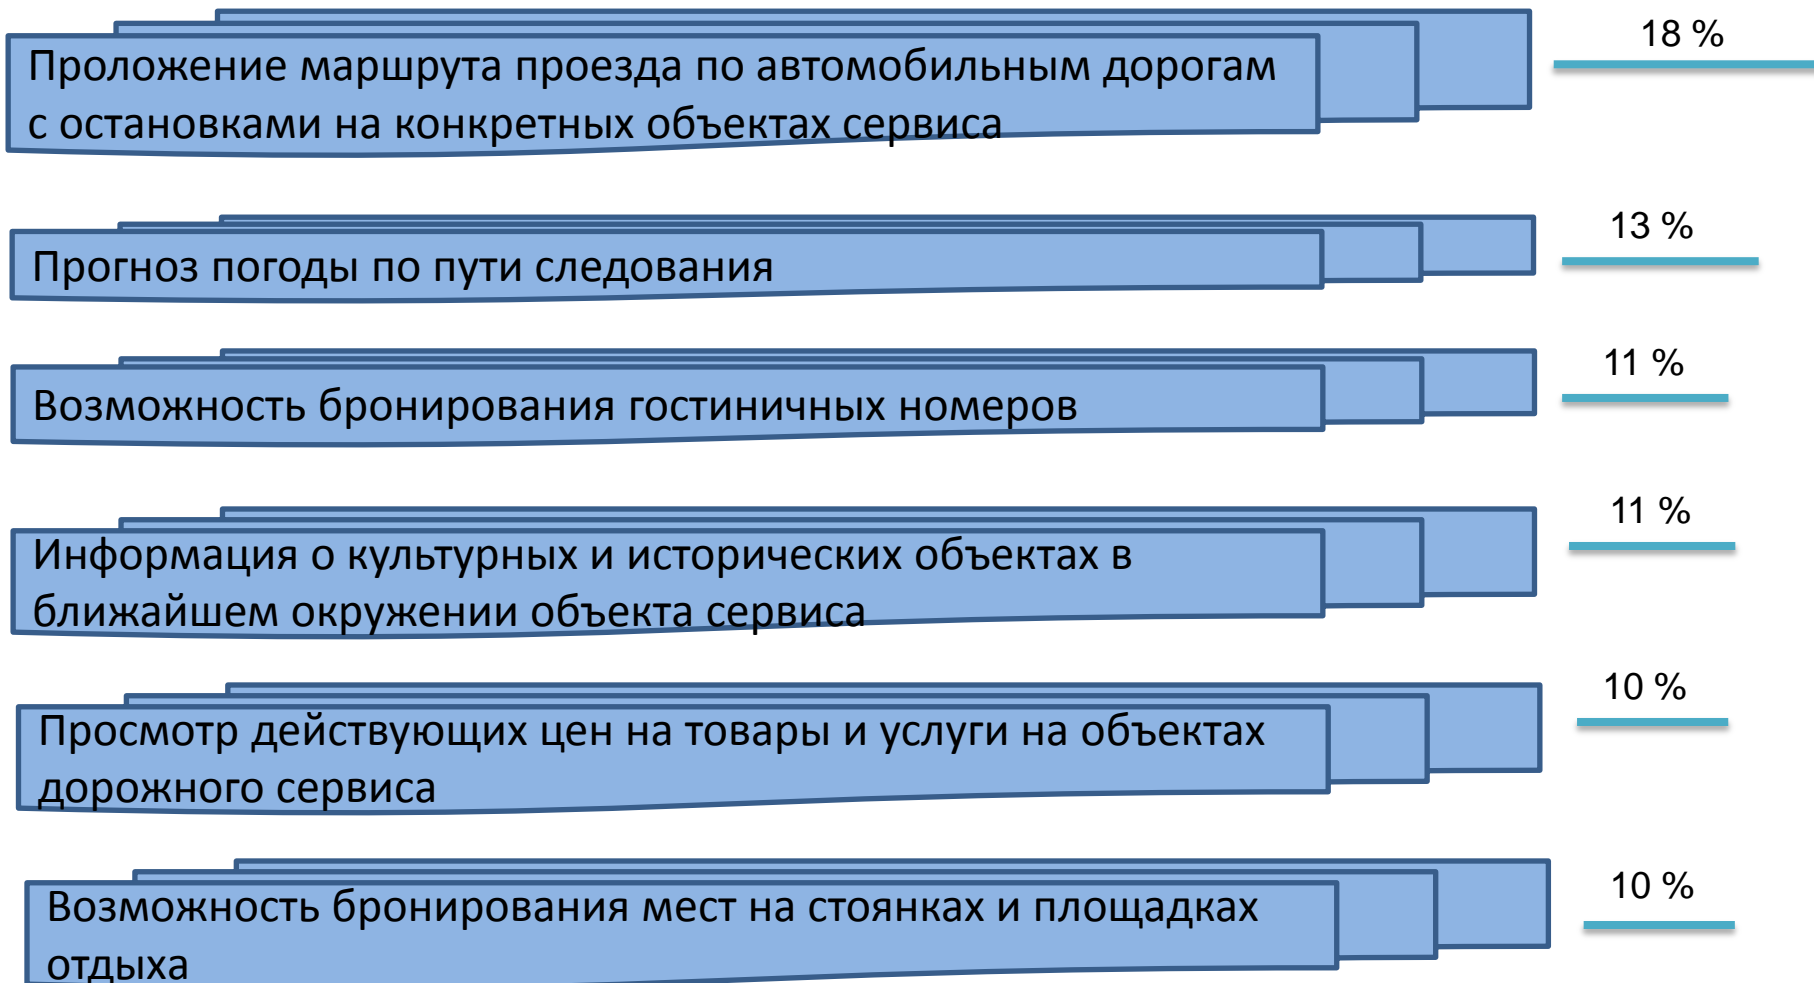 18 %
Проложение маршрута проезда по автомобильным дорогам
с остановками на конкретных объектах сервиса
13 %
Прогноз погоды по пути следования
11 %
Возможность бронирования гостиничных номеров
11 %
Информация о культурных и исторических объектах в
ближайшем окружении объекта сервиса
10 %
Просмотр действующих цен на товары и услуги на объектах
дорожного сервиса
10 %
Возможность бронирования мест на стоянках и площадках
отдыха